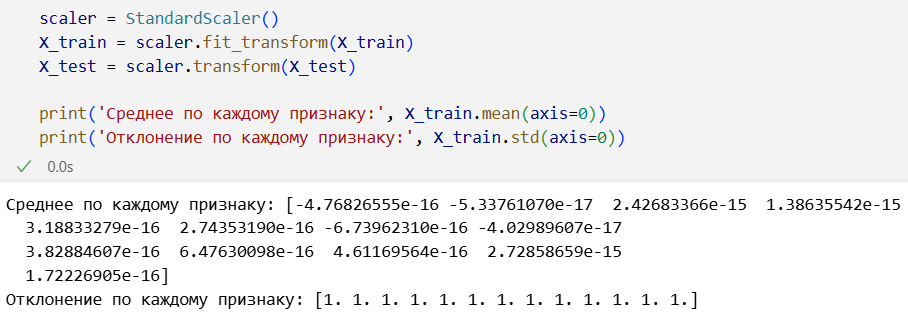 scaler = StandardScaler()
X_train = scaler.fit_transform(X_train)
X_test = scaler.transform(X_test)
print('Среднее по каждому признаку:', X_train.mean(axis=0))
print('Отклонение по каждому признаку:', X_train.std(axis=0))
0.0s
Среднее по каждому признаку: [-4.76826555e-16 -5.33761070e-17  2.42683366e-15  1.38635542e-15
  3.18833279e-16  2.74353190e-16 -6.73962310e-16 -4.02989607e-17
  3.82884607e-16  6.47630098e-16  4.61169564e-16  2.72858659e-15
  1.72226905e-16]
Отклонение по каждому признаку: [1. 1. 1. 1. 1. 1. 1. 1. 1. 1. 1. 1. 1.]